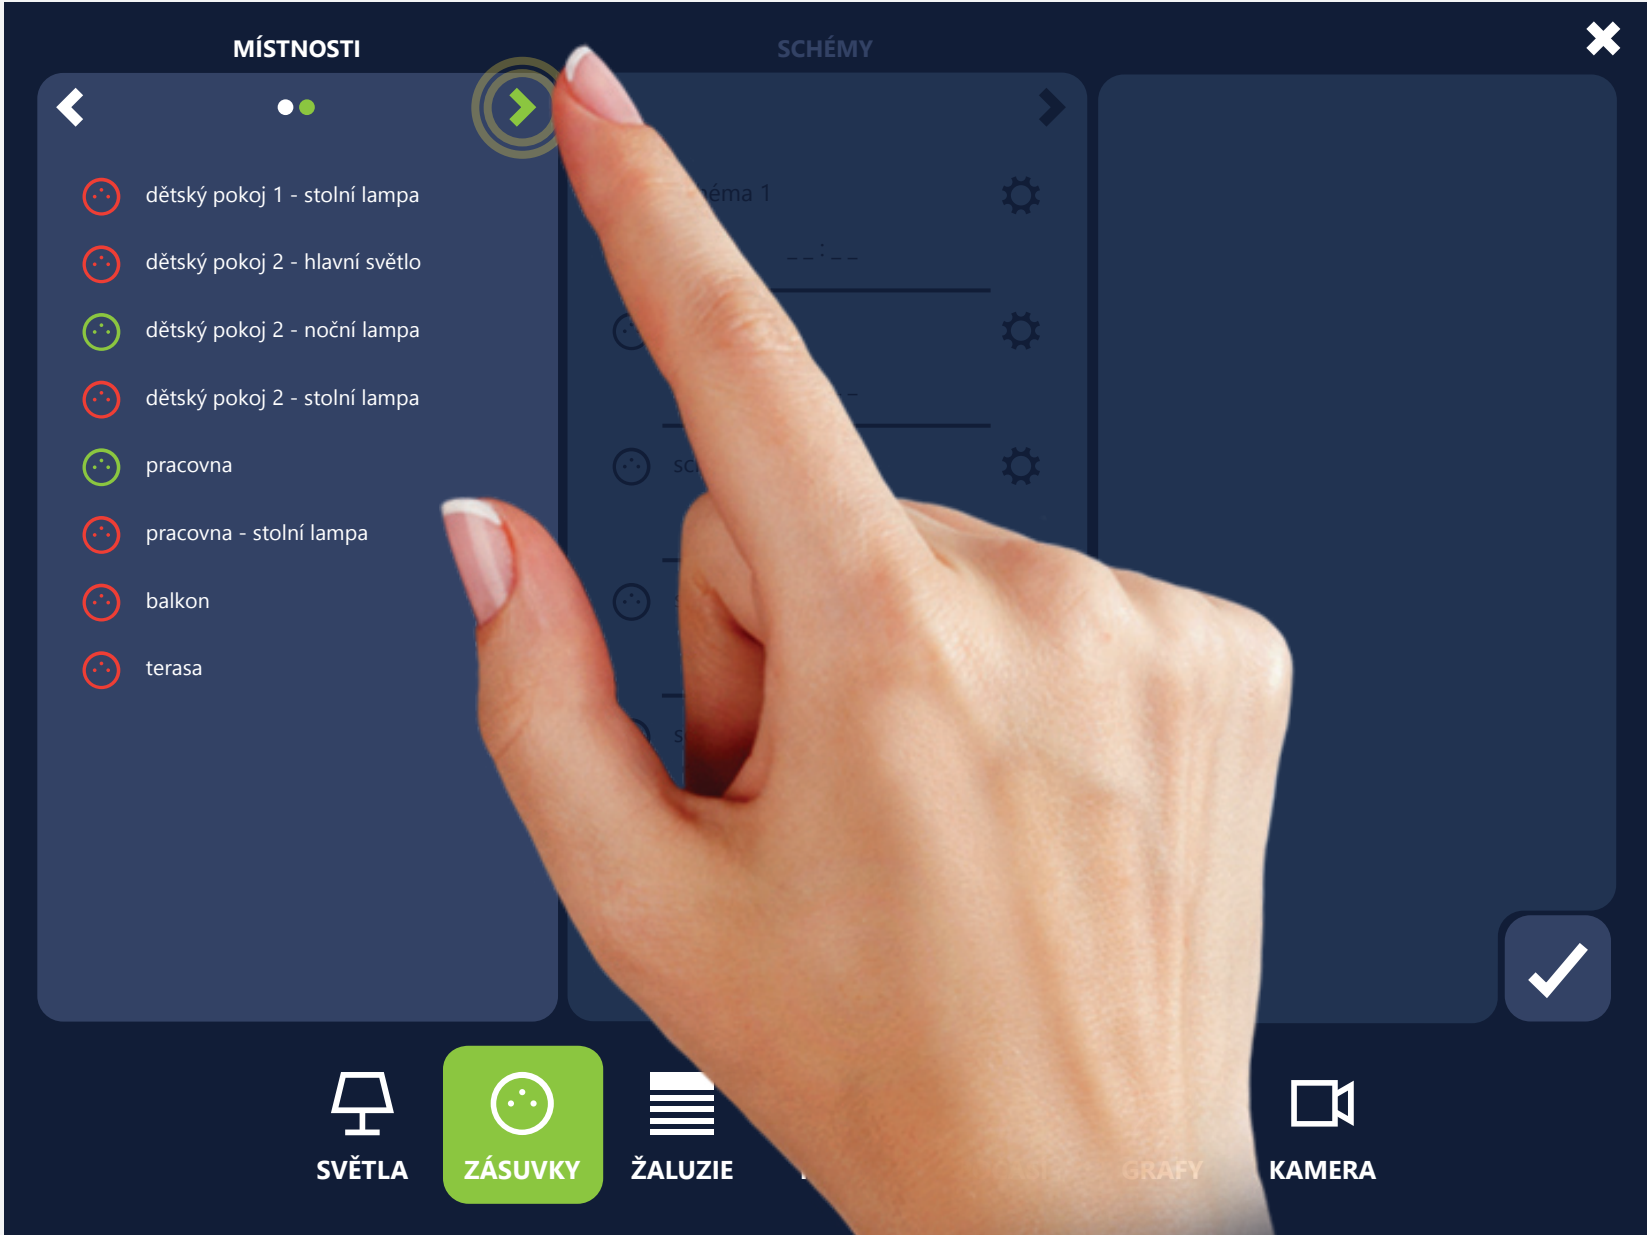 MÍSTNOSTI
SCHÉMY
dětský pokoj 1 - stolní lampa
dětský pokoj 2 - hlavní světlo
dětský pokoj 2 - noční lampa
dětský pokoj 2 - stolní lampa
pracovna
pracovna - stolní lampa
balkon
terasa
1
_ _ : _ _
SVĚTLA
ZÁSUVKY
ŽALUZIE
GRAFY
KAMERA